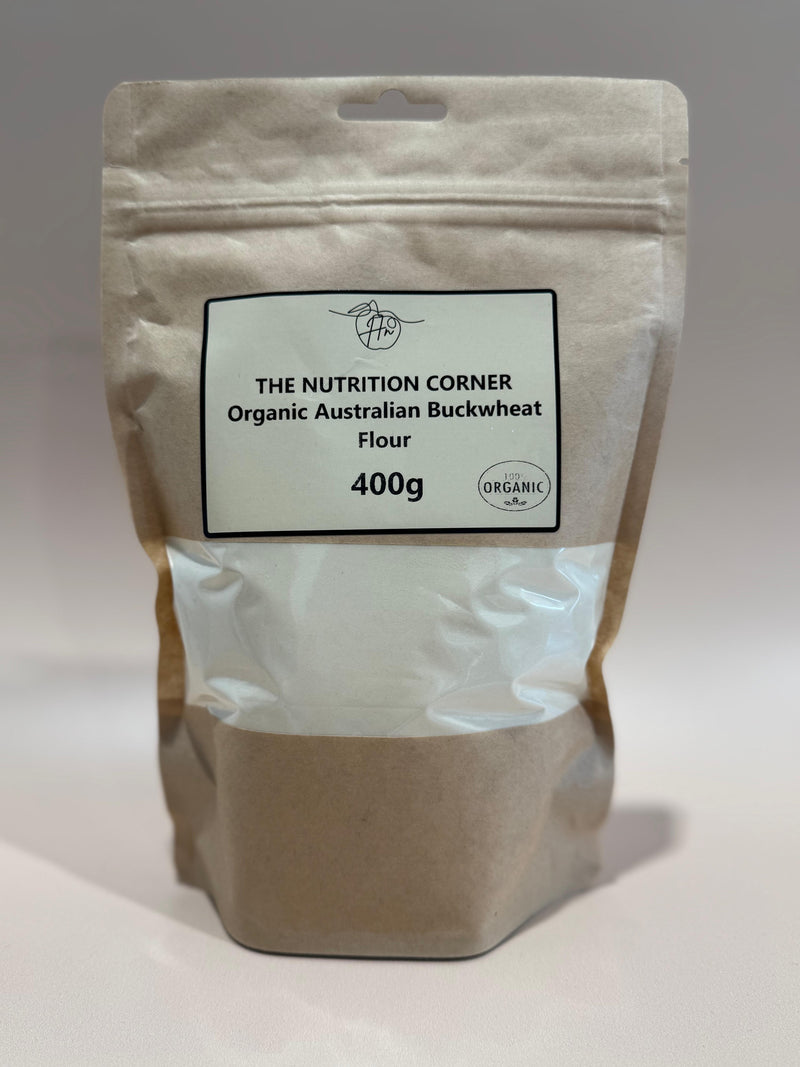 THE NUTRITION CORNER
Organic Australian Buckwheat
Flour
400g
100%
ORGANIC